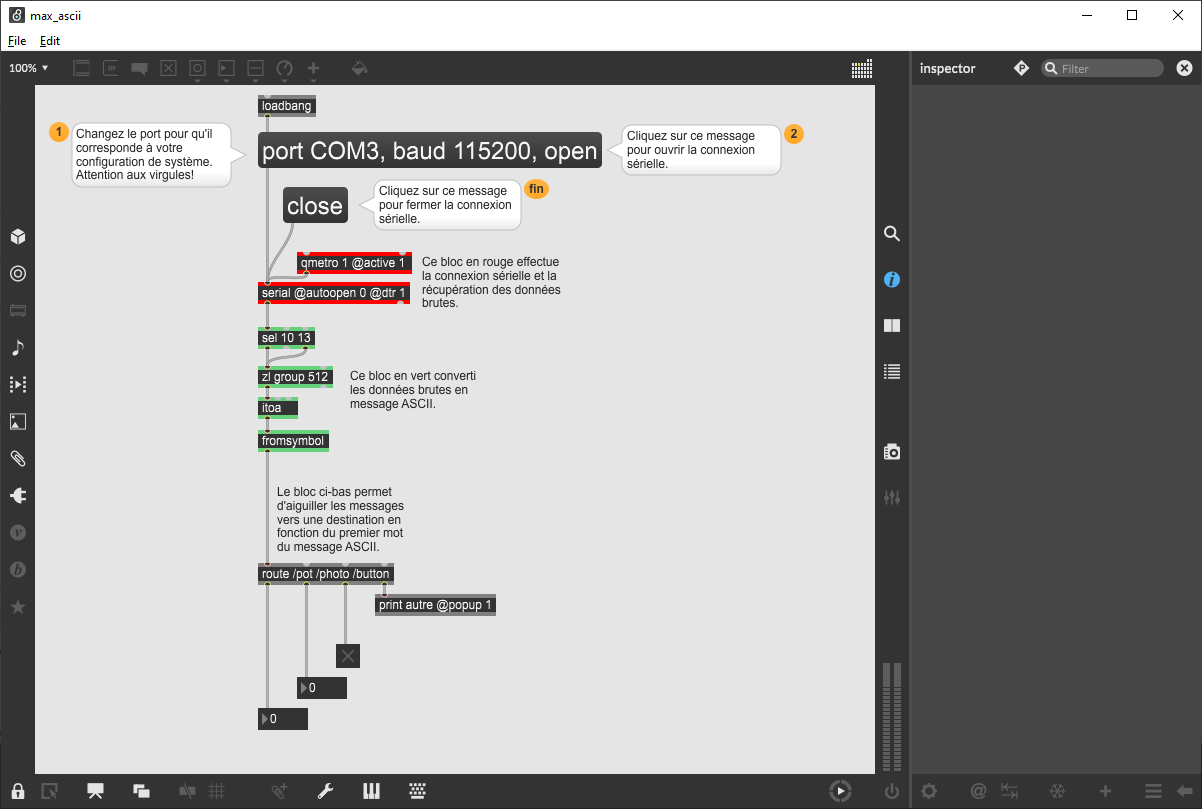 max_ascii
File Edit
100%
inspector
Filter
loadbang
1
Changez le port pour qu'il
corresponde à votre
configuration de système.
Attention aux virgules!
port COM3, baud 115200, open
Cliquez sur ce message
pour ouvrir la connexion
sérielle.
2
close
Cliquez sur ce message
pour fermer la connexion
sérielle.
fin
qmetro 1 @active 1
serial @autoopen 0 @dtr 1
Ce bloc en rouge effectue
la connexion sérielle et la
récupération des données
brutes.
sel 10 13
zl group 512
itoa
fromsymbol
Ce bloc en vert converti
les données brutes en
message ASCII.
Le bloc ci-bas permet
d'aiguiller les messages
vers une destination en
fonction du premier mot
du message ASCII.
route /pot /photo /button
print autre @popup 1
0
0